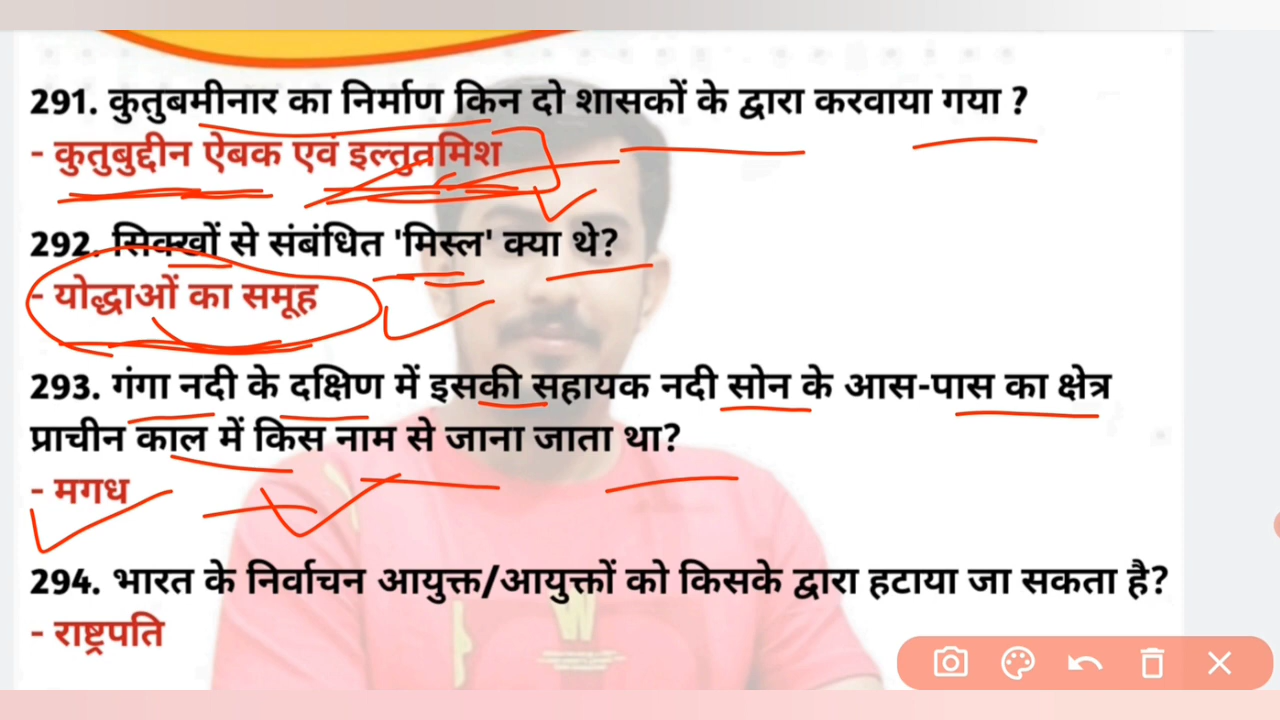 291. कुतुबमीनार का निर्माण किन दो शासकों के द्वारा करवाया गया ?
- कुतुबुद्दीन ऐबक एवं इल्तुतमिश
292. सिक्खों से संबंधित 'मिस्ल' क्या थे?
- योद्धाओं का समूह
293. गंगा नदी के दक्षिण में इसकी सहायक नदी सोन के आस-पास का क्षेत्र
प्राचीन काल में किस नाम से जाना जाता था?
- मगध
294. भारत के निर्वाचन आयुक्त/आयुक्तों को किसके द्वारा हटाया जा सकता है?
- राष्ट्रपति